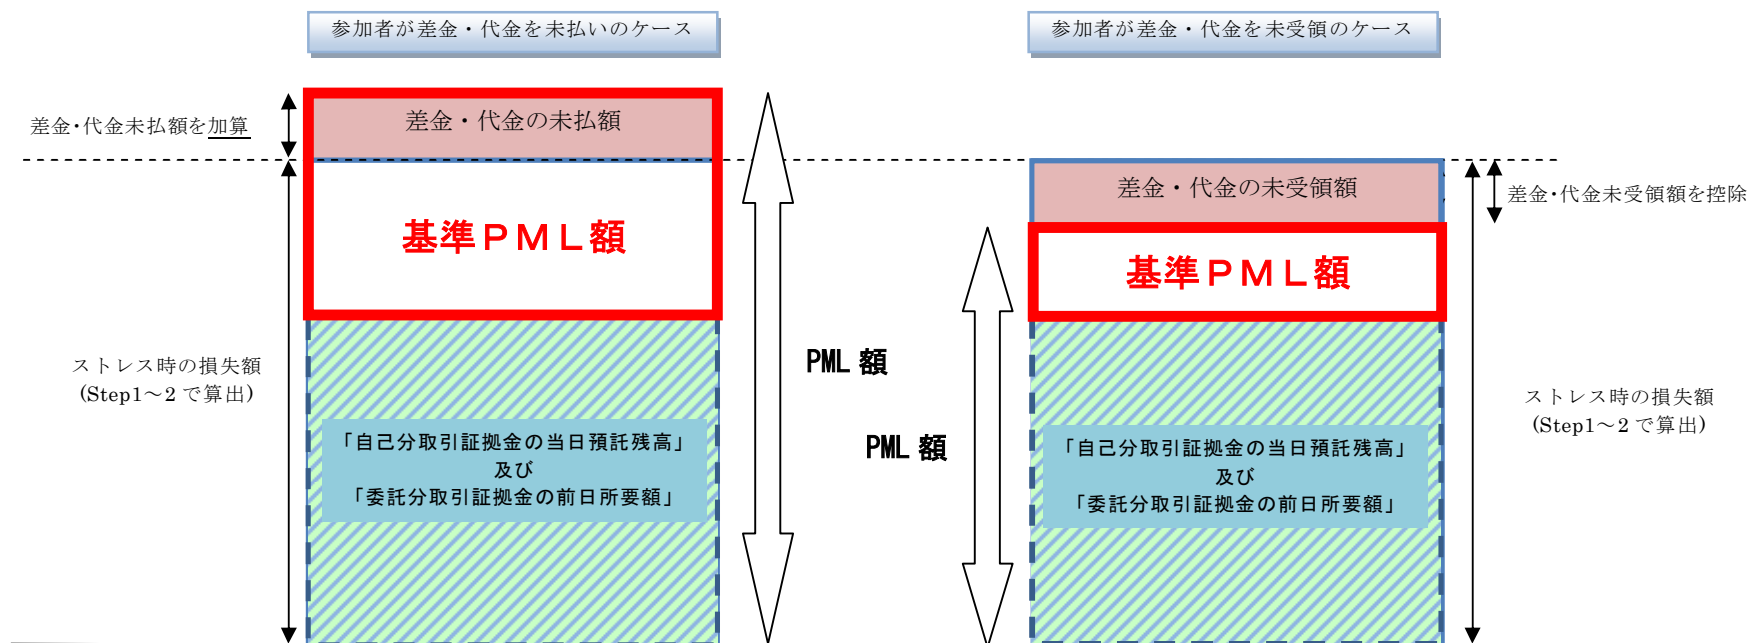 参加者が差金・代金を未払いのケース
参加者が差金・代金を未受領のケース
差金・代金未払額を加算
差金・代金の未払額
基準PML額
ストレス時の損失額
(Step1～2で算出)
「自己分取引証拠金の当日預託残高」
及び
「委託分取引証拠金の前日所要額」
PML 額
PML 額
差金・代金の未受領額
基準PML額
「自己分取引証拠金の当日預託残高」
及び
「委託分取引証拠金の前日所要額」
差金・代金未受領額を控除
ストレス時の損失額
(Step1～2で算出)